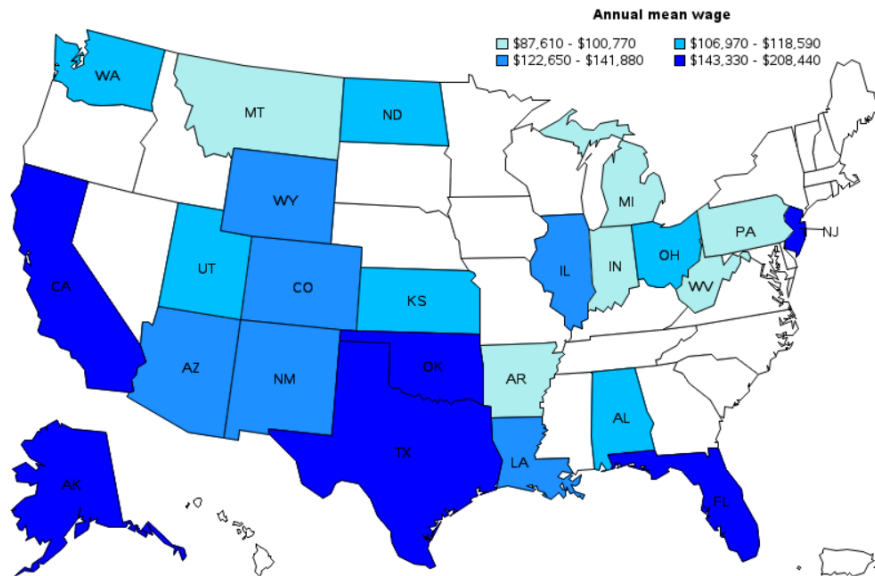 Annual mean wage
$87,610 - $100,770 $106,970 - $118,590
$122,650 - $141,880 $143,330 - $208,440
WA
MT
ND
WY
MI
PA
NJ
CA
UT
CO
KS
IL
IN
OH
WV
AZ
NM
OK
AR
TX
LA
AL
AK
FL